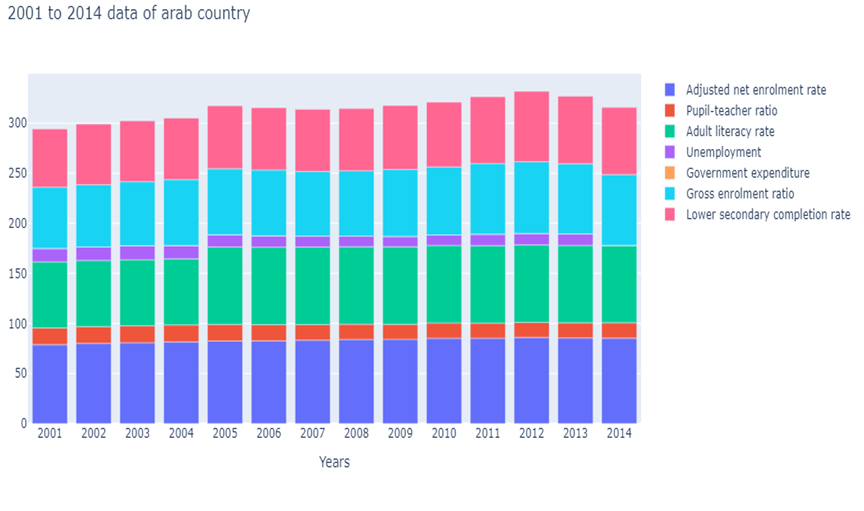 2001 to 2014 data of arab country
300
250
200
150
100
50
0
2001 2002 2003 2004 2005 2006 2007 2008 2009 2010 2011 2012 2013 2014
Years
Adjusted net enrolment rate
Pupil-teacher ratio
Adult literacy rate
Unemployment
Government expenditure
Gross enrolment ratio
Lower secondary completion rate